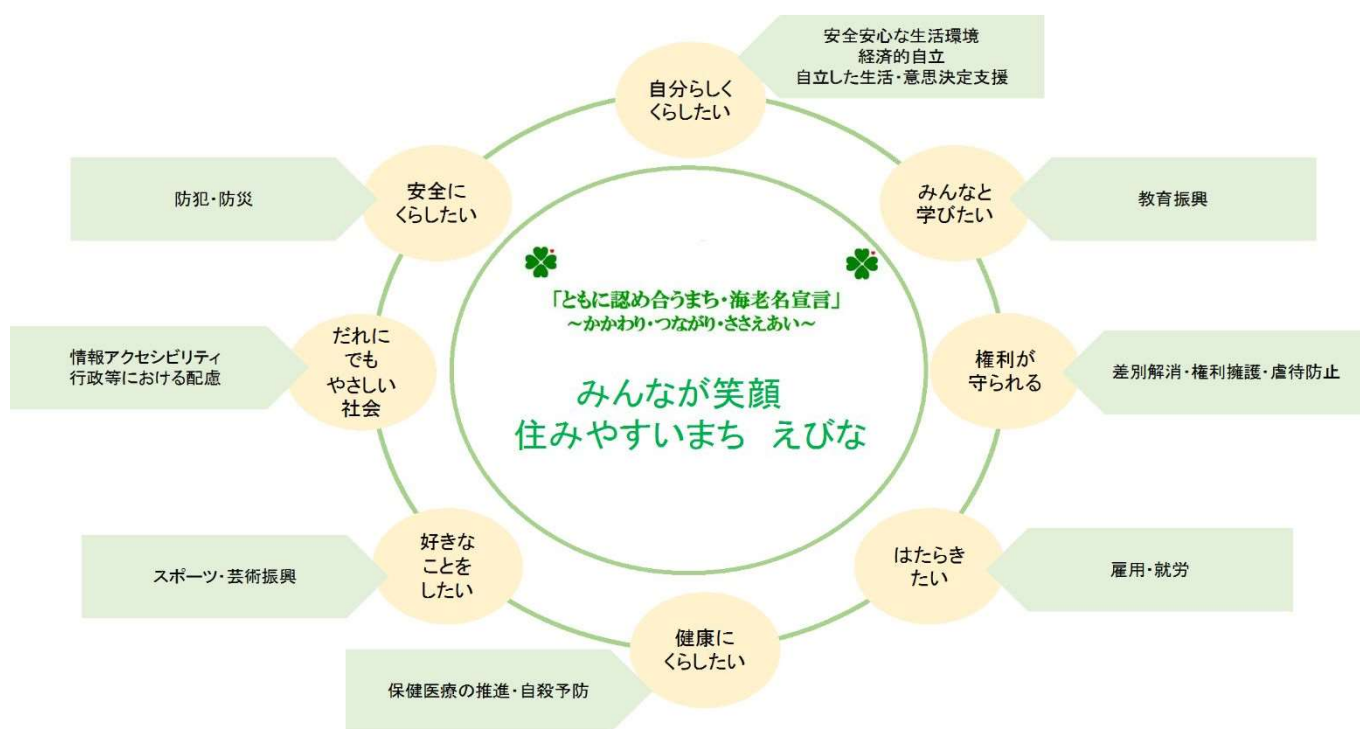 安全安心な生活環境
経済的自立
自立した生活・意思決定支援
自分らしく
くらしたい
防犯・防災
安全に
くらしたい
みんなと
学びたい
教育振興
「ともに認め合うまち・海老名宣言」
～かかわり・つながり・ささえあい～
みんなが笑顔
住みやすいまち　えびな
情報アクセシビリティ
行政等における配慮
だれに
でも
やさしい
社会
権利が
守られる
差別解消・権利擁護・虐待防止
スポーツ・芸術振興
好きな
ことを
したい
はたらき
たい
雇用・就労
健康に
くらしたい
保健医療の推進・自殺予防